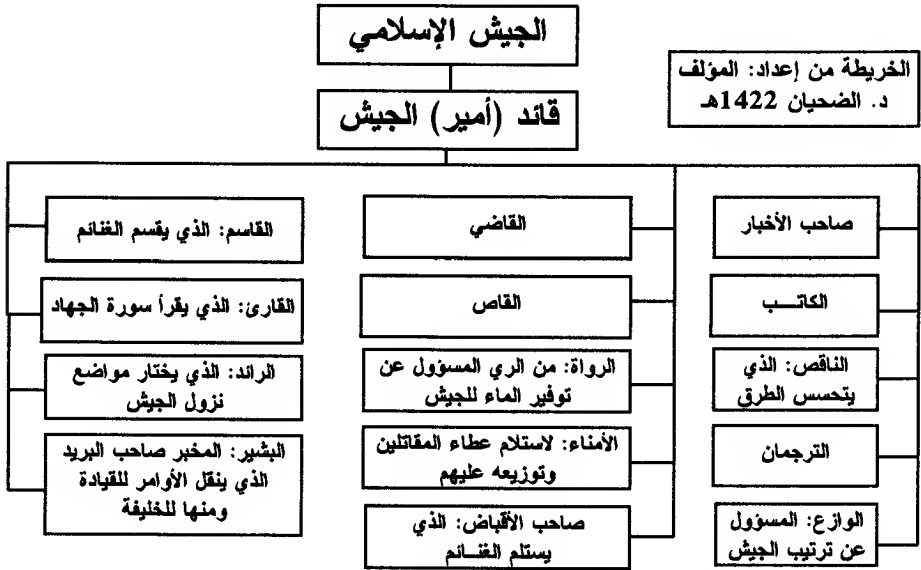 الجيش الإسلامي
الخريطة من إعداد: المؤلف
د. الضحيان 1422هـ
قائد (أمير) الجيش
صاحب الأخبار
الكاتـــب
الناقص: الذي
يتحسس الطرق
الترجمان
الوازع: المسؤول
عن ترتيب الجيش
القاضي
القاص
الرواة: من الري المسؤول عن
توفير الماء للجيش
الأمناء: لاستلام عطاء المقاتلين
وتوزيعه عليهم
صاحب الأقباض: الذي
يستلم الغنـــائم
القاسم: الذي يقسم الغنائم
القارئ: الذي يقرأ سورة الجهاد
الرائد: الذي يختار مواضع
نزول الجيش
البشير: المخبر صاحب البريد
الذي ينقل الأوامر للقيادة
ومنها للخليفة